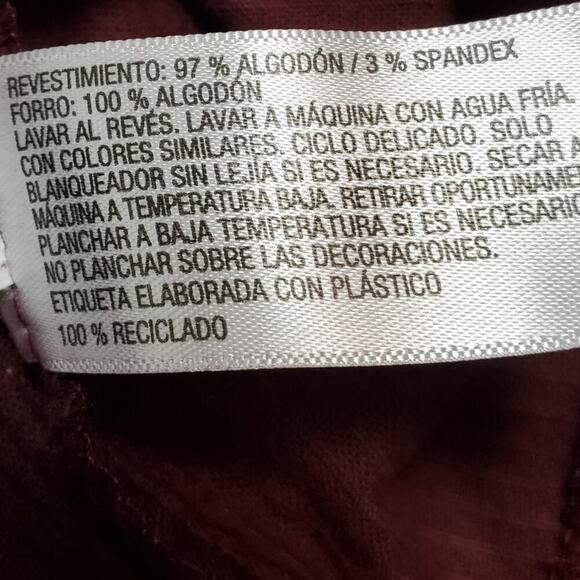 REVESTIMIENTO: 97 % ALGODÓN / 3 % SPANDEX
FORRO: 100 % ALGODÓN
LAVAR AL REVÉS. LAVAR A MÁQUINA CON AGUA FRÍA.
CON COLORES SIMILARES. CICLO DELICADO. SOLO
BLANQUEADOR SIN LEJÍA SI ES NECESARIO. SECAR A
MÁQUINA A TEMPERATURA BAJA. RETIRAR OPORTUNAME
PLANCHAR A BAJA TEMPERATURA SI ES NECESARIO
NO PLANCHAR SOBRE LAS DECORACIONES.
ETIQUETA ELABORADA CON PLÁSTICO
100 % RECICLADO